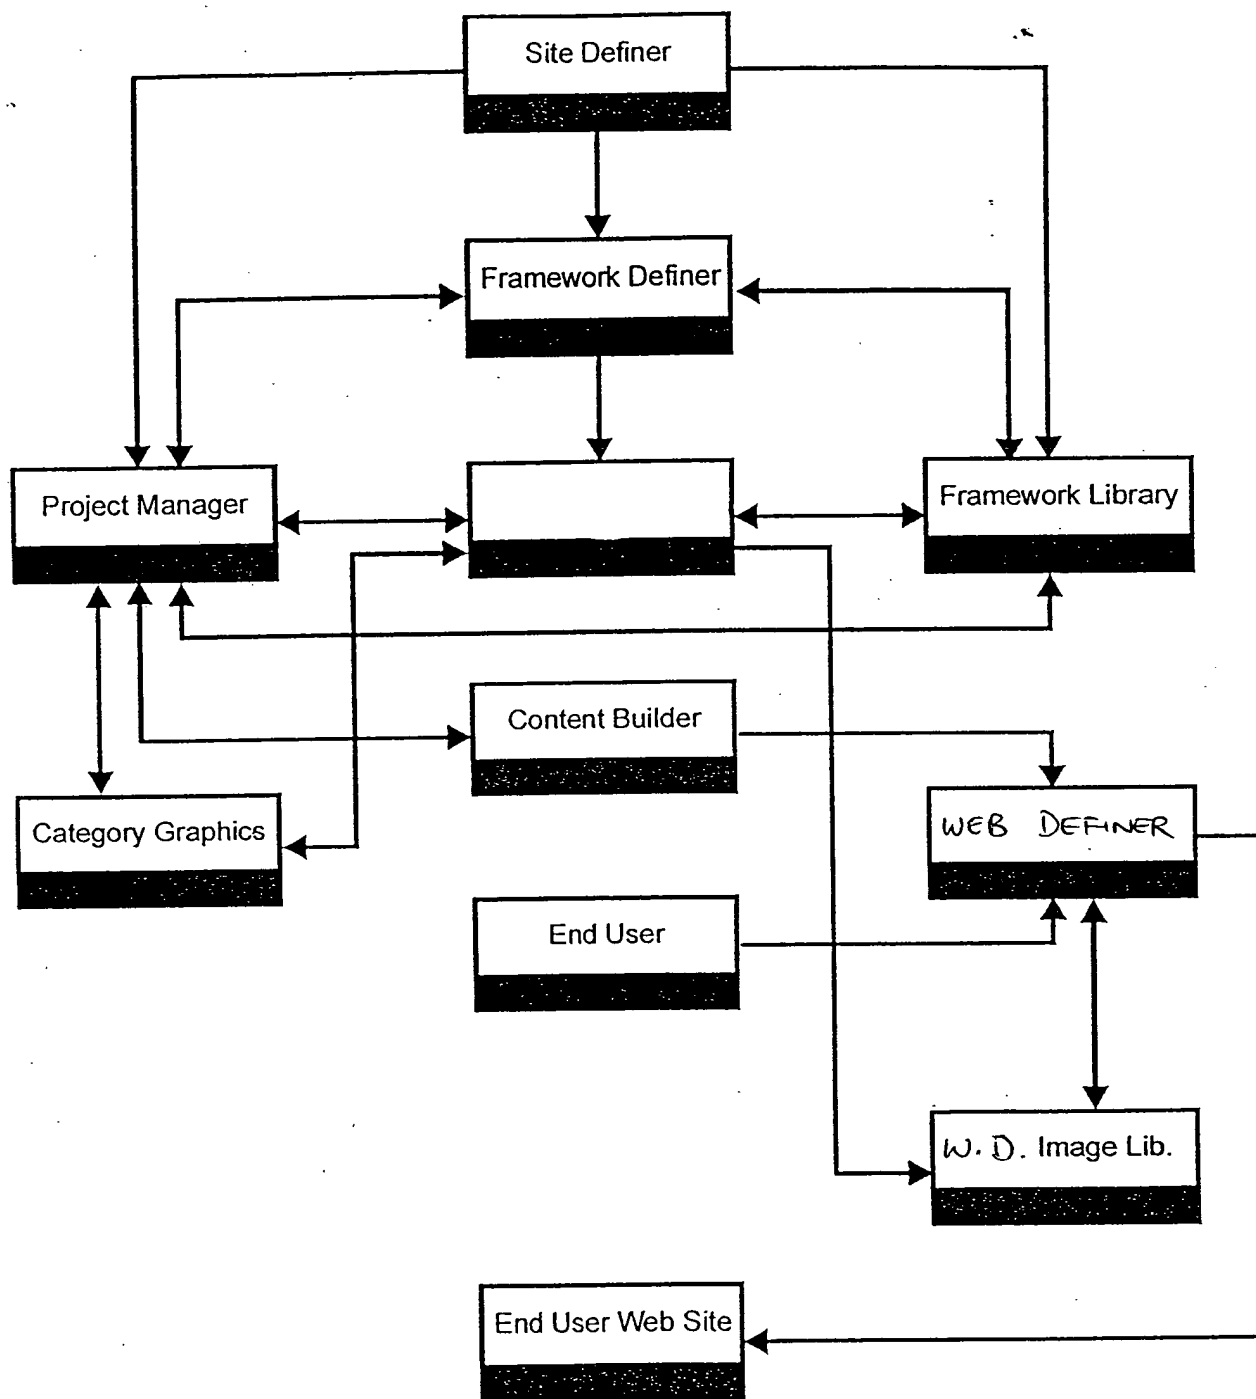 Site Definer
Framework Definer
Project Manager
Framework Library
Content Builder
Category Graphics
WEB DEFINER
End User
W.D. Image Lib.
End User Web Site